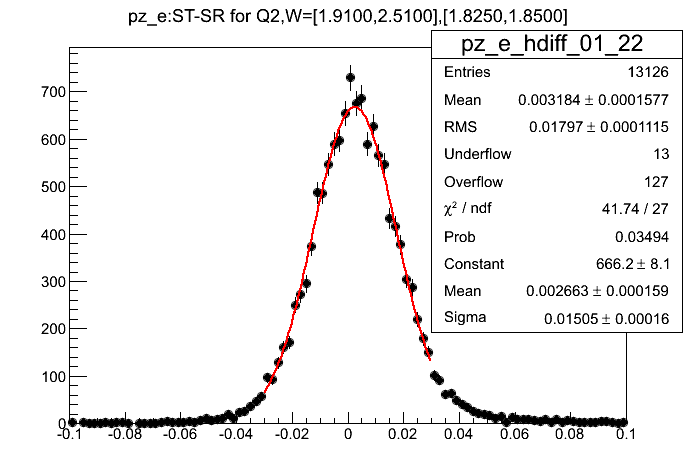 pz_e:ST-SR for Q2,W=[1.9100,2.5100],[1.8250,1.8500]
pz_e_hdiff_01_22
Entries 13126
Mean 0.003184 ± 0.0001577
RMS 0.01797 ± 0.0001115
Underflow 13
Overflow 127
χ² / ndf 41.74 / 27
Prob 0.03494
Constant 666.2 ± 8.1
Mean 0.002663 ± 0.000159
Sigma 0.01505 ± 0.00016
700
600
500
400
300
200
100
0
-0.1 -0.08 -0.06 -0.04 -0.02 0 0.02 0.04 0.06 0.08 0.1